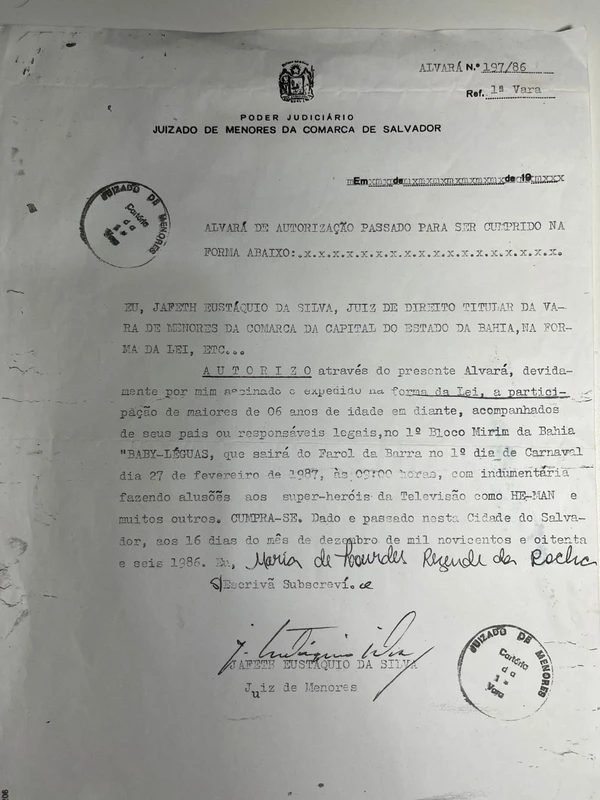 ALVARÁ N.º 197/86
Ref. 1ª Vara
PODER JUDICIÁRIO
JUIZADO DE MENORES DA COMARCA DE SALVADOR
Em de de 19
JUIZADO DE MENORES
Cartório
da
1ª
Vara
ALVARÁ DE AUTORIZAÇÃO PASSADO PARA SER CUMPRIDO NA
FORMA ABAIXO:.x.x.x.x.x.x.x.x.x.x.x.x.x.x.x.x.x.x.
EU, JAFETH EUSTÁQUIO DA SILVA, JUIZ DE DIREITO TITULAR DA VA-
RA DE MENORES DA COMARCA DA CAPITAL DO ESTADO DA BAHIA,NA FOR-
MA DA LEI, ETC...
A U T O R I Z O através do presente Alvará, devida-
mente por mim assinado e expedido na forma da Lei, a partici-
pação de maiores de 06 anos de idade em diante, acompanhados
de seus pais ou responsáveis legais,no 1º Bloco Mirim da Bahia
"BABY-LÉGUAS, que sairá do Farol da Barra no 1º dia de Carnaval
dia 27 de fevereiro de 1987, às 09:00 horas, com indumentária
fazendo alusões aos super-heróis da Televisão como HE-MAN e
muitos outros. CUMPRA-SE. Dado e passado nesta Cidade do Salva-
dor, aos 16 dias do mês de dezembro de mil novicentos e oitenta
e seis 1986. Eu, Maria de Lourdes Rezende da Rocha
Escrivã Subscreví.
JAFETH EUSTÁQUIO DA SILVA
Juiz de Menores
JUIZADO DE MENORES
Cartório
da
1ª
Vara